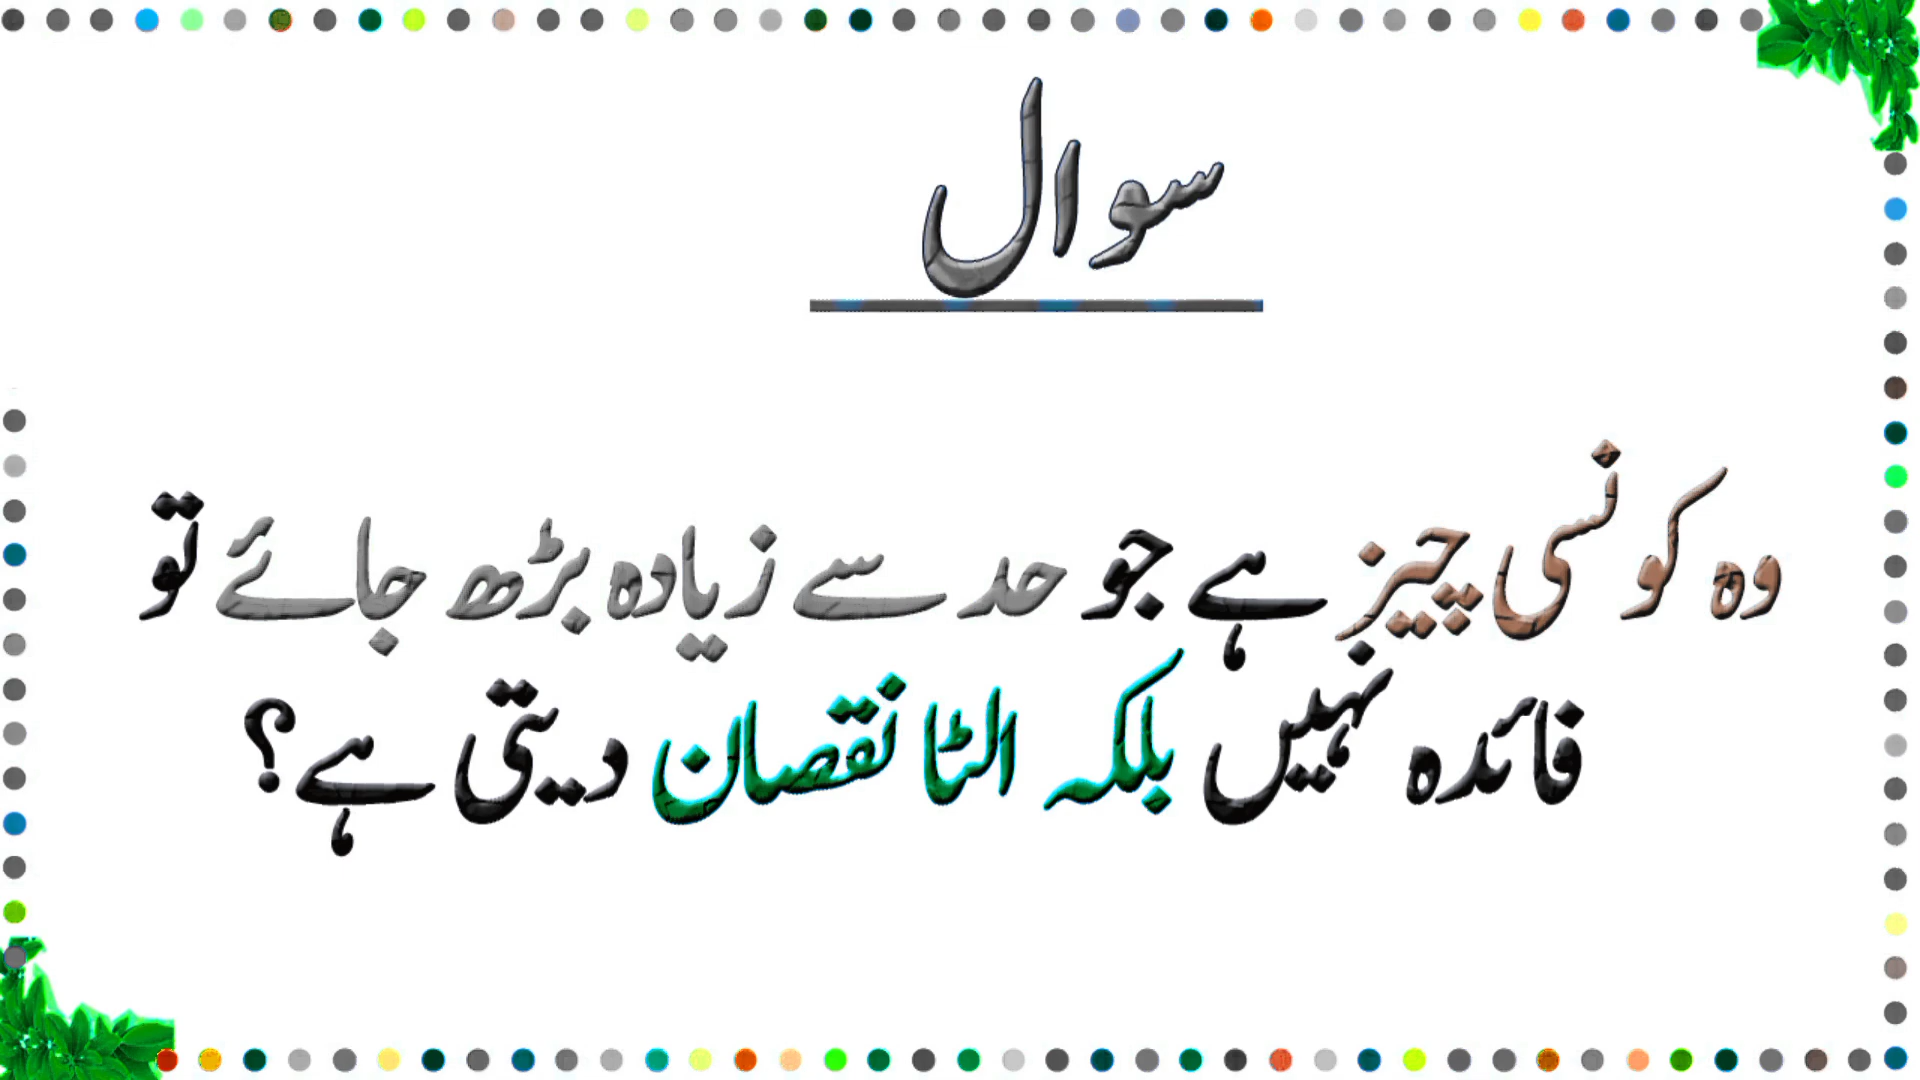 سوال
وہ کونسی چیز ہے جو حد سے زیادہ بڑھ جائے تو
فائدہ نہیں بلکہ الٹا نقصان دیتی ہے؟